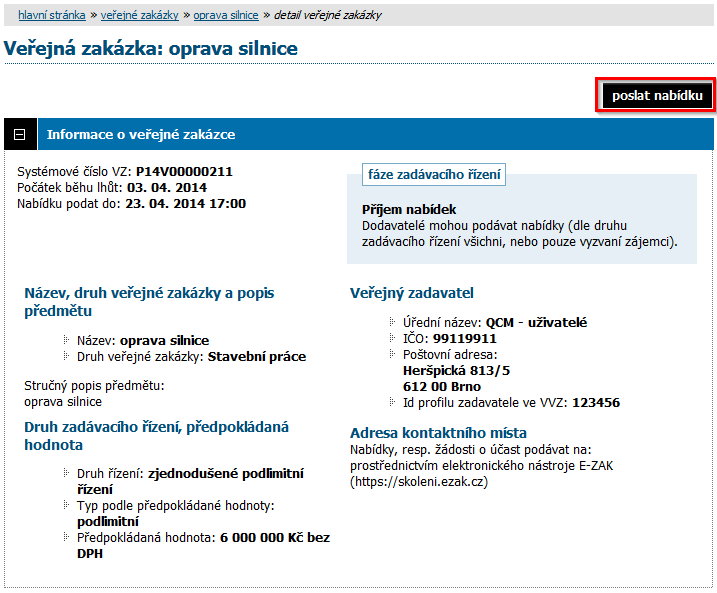 hlavní stránka » veřejné zakázky » oprava silnice » detail veřejné zakázky
Veřejná zakázka: oprava silnice
poslat nabídku
Informace o veřejné zakázce
Systémové číslo VZ: P14V00000211
Počátek běhu lhůt: 03. 04. 2014
Nabídku podat do: 23. 04. 2014 17:00
fáze zadávacího řízení
Příjem nabídek
Dodavatelé mohou podávat nabídky (dle druhu
zadávacího řízení všichni, nebo pouze vyzvaní zájemci).
Název, druh veřejné zakázky a popis
předmětu
Název: oprava silnice
Druh veřejné zakázky: Stavební práce
Stručný popis předmětu:
oprava silnice
Druh zadávacího řízení, předpokládaná
hodnota
Druh řízení: zjednodušené podlimitní
řízení
Typ podle předpokládané hodnoty:
podlimitní
Předpokládaná hodnota: 6 000 000 Kč bez
DPH
Veřejný zadavatel
Úřední název: QCM - uživatelé
IČO: 99119911
Poštovní adresa:
Heršpická 813/5
612 00 Brno
Id profilu zadavatele ve VVZ: 123456
Adresa kontaktního místa
Nabídky, resp. žádosti o účast podávat na:
prostřednictvím elektronického nástroje E-ZAK
(https://skoleni.ezak.cz)